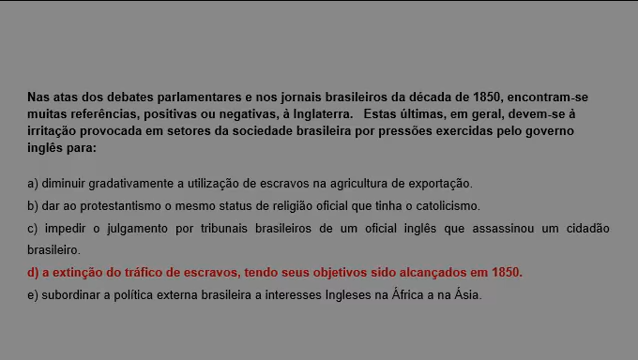 Nas atas dos debates parlamentares e nos jornais brasileiros da década de 1850, encontram-se
muitas referências, positivas ou negativas, à Inglaterra.   Estas últimas, em geral, devem-se à
irritação provocada em setores da sociedade brasileira por pressões exercidas pelo governo
inglês para:
a) diminuir gradativamente a utilização de escravos na agricultura de exportação.
b) dar ao protestantismo o mesmo status de religião oficial que tinha o catolicismo.
c) impedir o julgamento por tribunais brasileiros de um oficial inglês que assassinou um cidadão
brasileiro.
d) a extinção do tráfico de escravos, tendo seus objetivos sido alcançados em 1850.
e) subordinar a política externa brasileira a interesses Ingleses na África a na Ásia.